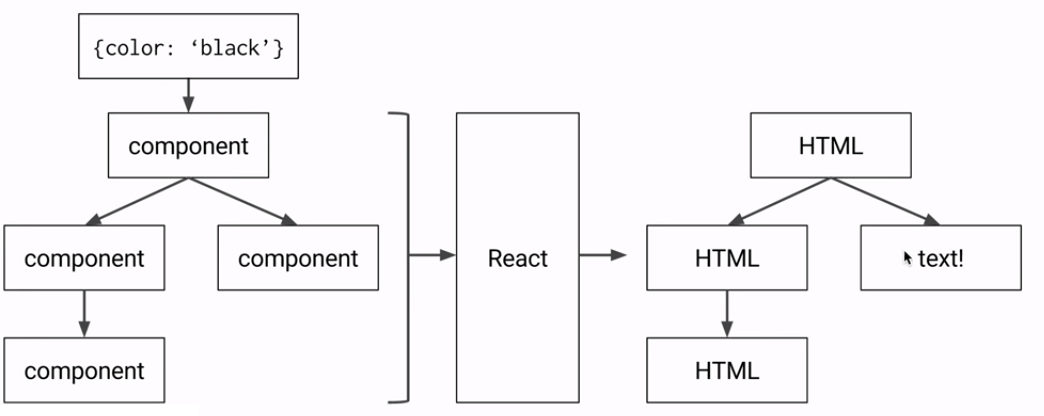 {color: ‘black’}
component
component
component
component
React
HTML
HTML
text!
HTML